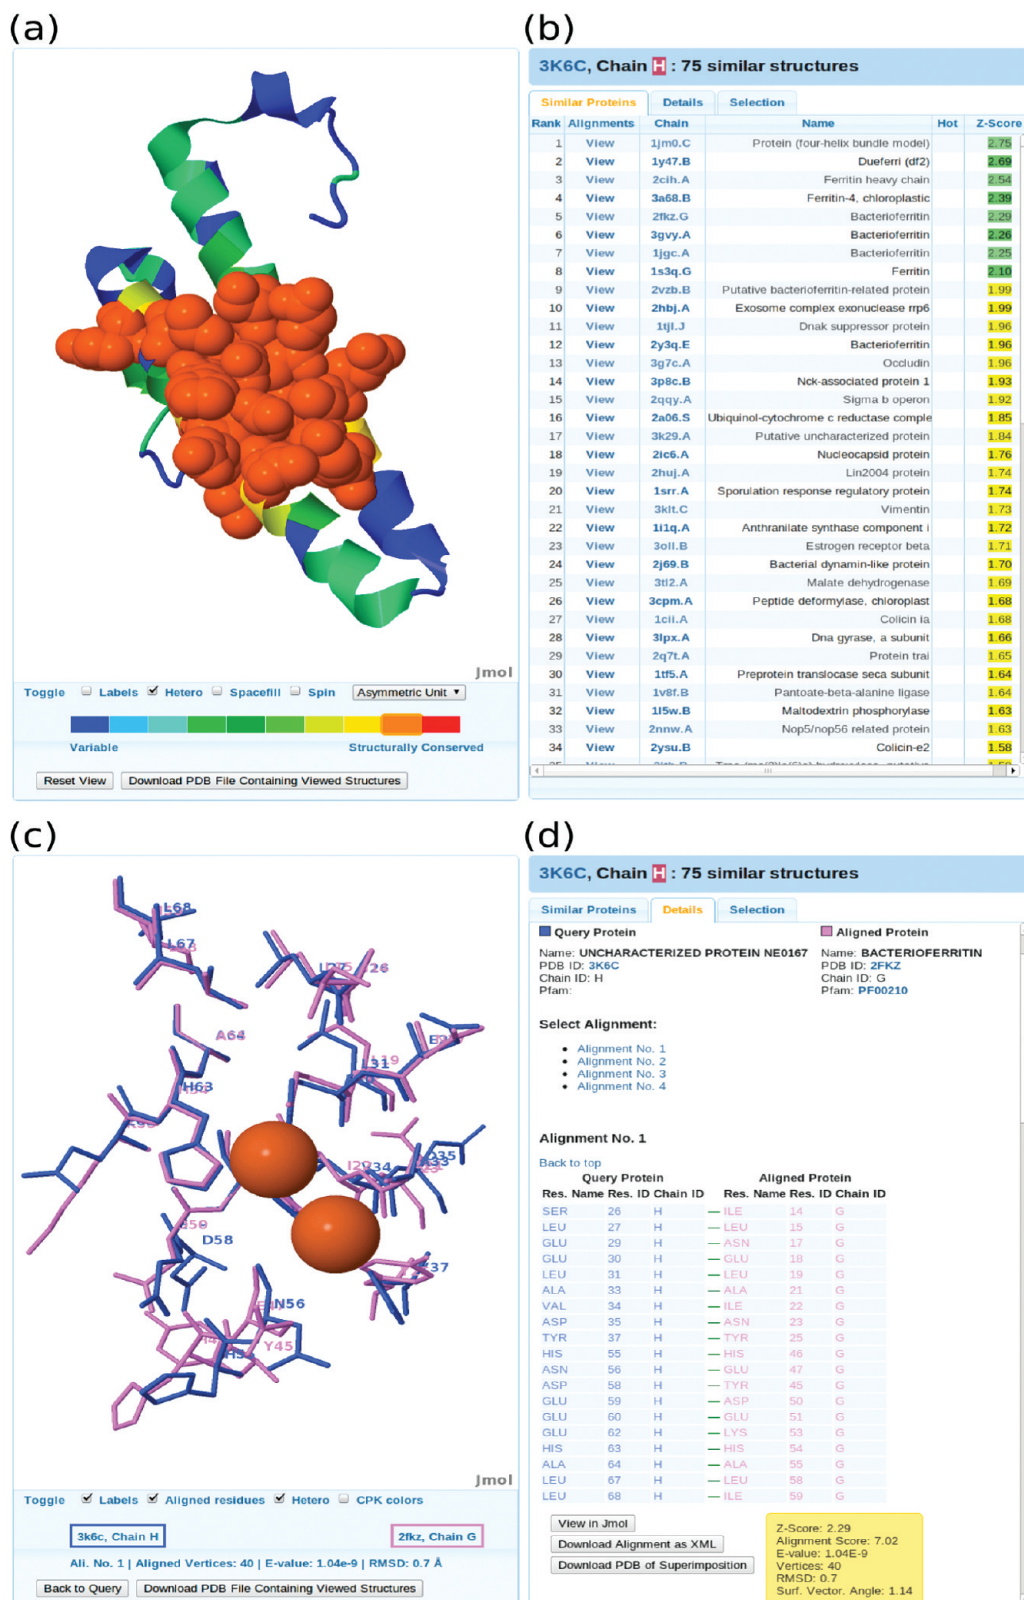 (a)
Jmol
Toggle Labels Hetero Spacefill Spin Asymmetric Unit
Variable Structurally Conserved
Reset View Download PDB File Containing Viewed Structures
(b)
3K6C, Chain H : 75 similar structures
Similar Proteins Details Selection
Rank Alignments Chain Name Hot Z-Score
1 View 1jm0.C Protein (four-helix bundle model) 2.75
2 View 1y47.B Dueferri (df2) 2.69
3 View 2cih.A Ferritin heavy chain 2.54
4 View 3a68.B Ferritin-4, chloroplastic 2.39
5 View 2fkz.G Bacterioferritin 2.29
6 View 3gvy.A Bacterioferritin 2.26
7 View 1jgc.A Bacterioferritin 2.25
8 View 1s3q.G Ferritin 2.10
9 View 2vzb.B Putative bacterioferritin-related protein 1.99
10 View 2hbj.A Exosome complex exonuclease rrp6 1.99
11 View 1tjl.J Dnak suppressor protein 1.96
12 View 2y3q.E Bacterioferritin 1.96
13 View 3g7c.A Occludin 1.96
14 View 3p8c.B Nck-associated protein 1 1.93
15 View 2qqy.A Sigma b operon 1.92
16 View 2a06.S Ubiquinol-cytochrome c reductase comple 1.85
17 View 3k29.A Putative uncharacterized protein 1.84
18 View 2ic6.A Nucleocapsid protein 1.76
19 View 2huj.A Lin2004 protein 1.74
20 View 1srr.A Sporulation response regulatory protein 1.74
21 View 3klt.C Vimentin 1.73
22 View 1i1q.A Anthranilate synthase component i 1.72
23 View 3oll.B Estrogen receptor beta 1.71
24 View 2j69.B Bacterial dynamin-like protein 1.70
25 View 3tl2.A Malate dehydrogenase 1.69
26 View 3cpm.A Peptide deformylase, chloroplast 1.68
27 View 1cii.A Colicin ia 1.68
28 View 3lpx.A Dna gyrase, a subunit 1.66
29 View 2q7t.A Protein trai 1.65
30 View 1tf5.A Preprotein translocase seca subunit 1.64
31 View 1v8f.B Pantoate-beta-alanine ligase 1.64
32 View 1l5w.B Maltodextrin phosphorylase 1.63
33 View 2nnw.A Nop5/nop56 related protein 1.63
34 View 2ysu.B Colicin-e2 1.58
(c)
L68
L67
A64
H63
D58
N56
Y45
L31
L19
D35
Jmol
Toggle Labels Aligned residues Hetero CPK colors
3k6c, Chain H 2fkz, Chain G
Ali. No. 1 | Aligned Vertices: 40 | E-value: 1.04e-9 | RMSD: 0.7 Å
Back to Query Download PDB File Containing Viewed Structures
(d)
3K6C, Chain H : 75 similar structures
Similar Proteins Details Selection
Query Protein Aligned Protein
Name: UNCHARACTERIZED PROTEIN NE0167 Name: BACTERIOFERRITIN
PDB ID: 3K6C PDB ID: 2FKZ
Chain ID: H Chain ID: G
Pfam: Pfam: PF00210
Select Alignment:
Alignment No. 1
Alignment No. 2
Alignment No. 3
Alignment No. 4
Alignment No. 1
Back to top
Query Protein Aligned Protein
Res. Name Res. ID Chain ID Res. Name Res. ID Chain ID
SER 26 H — ILE 14 G
LEU 27 H — LEU 15 G
GLU 29 H — ASN 17 G
GLU 30 H — GLU 18 G
LEU 31 H — LEU 19 G
ALA 33 H — ALA 21 G
VAL 34 H — ILE 22 G
ASP 35 H — ASN 23 G
TYR 37 H — TYR 25 G
HIS 55 H — HIS 46 G
ASN 56 H — GLU 47 G
ASP 58 H — TYR 45 G
GLU 59 H — ASP 50 G
GLU 60 H — GLU 51 G
GLU 62 H — LYS 53 G
HIS 63 H — HIS 54 G
ALA 64 H — ALA 55 G
LEU 67 H — LEU 58 G
LEU 68 H — ILE 59 G
View in Jmol
Download Alignment as XML
Download PDB of Superimposition
Z-Score: 2.29
Alignment Score: 7.02
E-value: 1.04E-9
Vertices: 40
RMSD: 0.7
Surf. Vector. Angle: 1.14